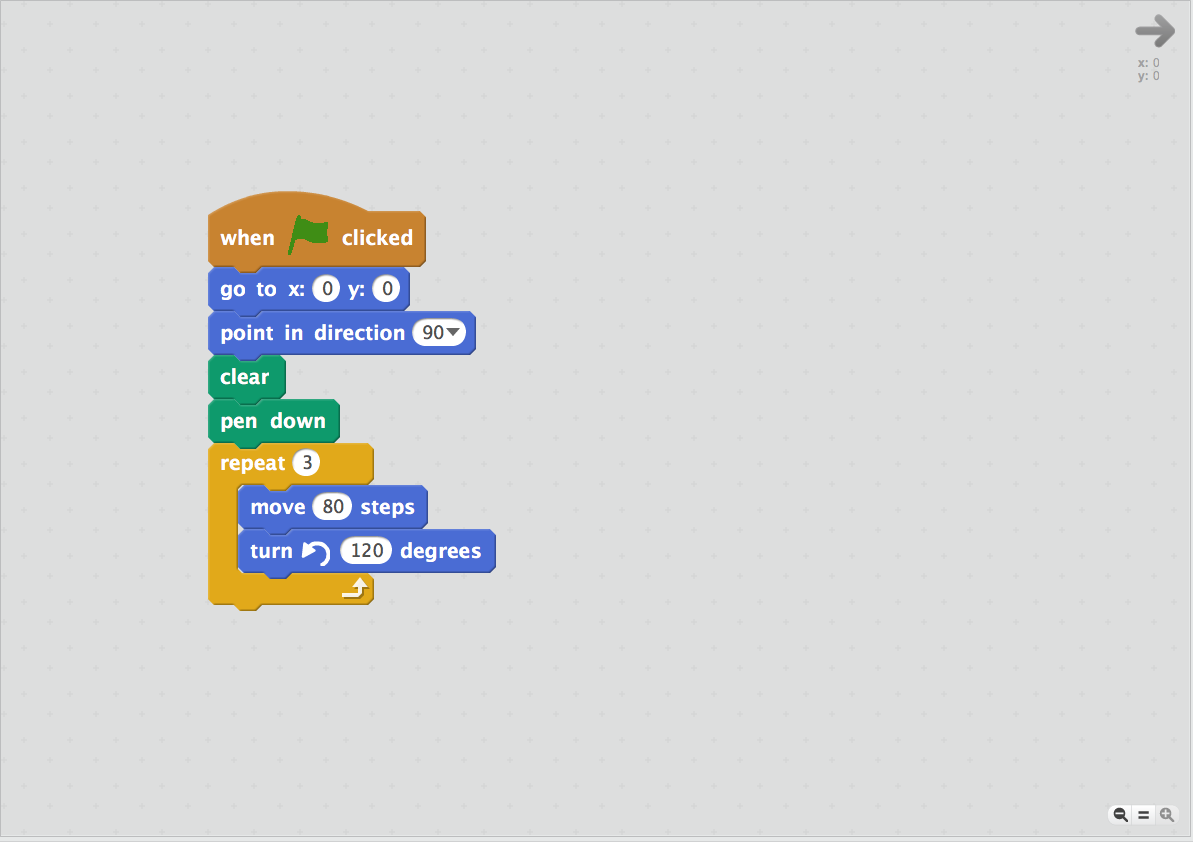 x: 0
y: 0
when clicked
go to x: 0 y: 0
point in direction 90
clear
pen down
repeat 3
move 80 steps
turn 120 degrees